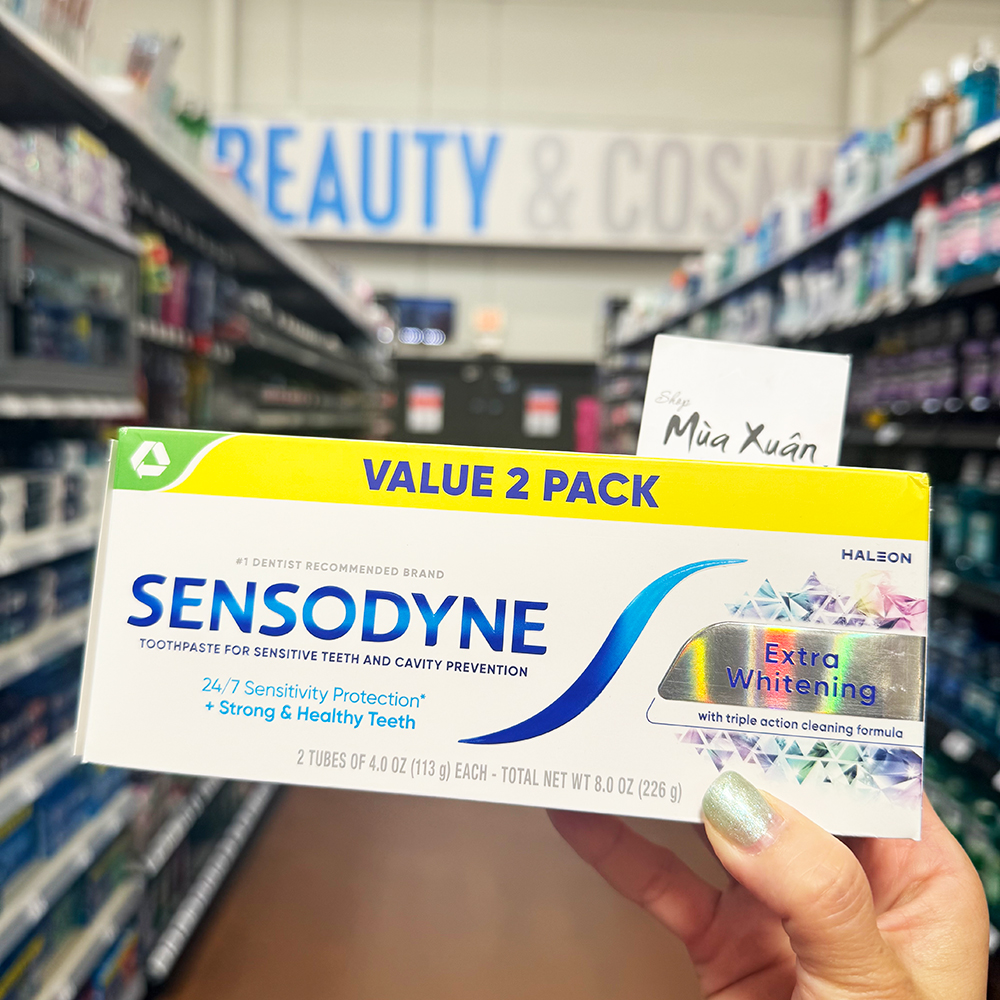 BEAUTY & COSM
Shop
Mùa Xuân
VALUE 2 PACK
HALEON
#1 DENTIST RECOMMENDED BRAND
SENSODYNE
TOOTHPASTE FOR SENSITIVE TEETH AND CAVITY PREVENTION
24/7 Sensitivity Protection*
+ Strong & Healthy Teeth
Extra
Whitening
with triple action cleaning formula
2 TUBES OF 4.0 OZ (113 g) EACH - TOTAL NET WT 8.0 OZ (226 g)